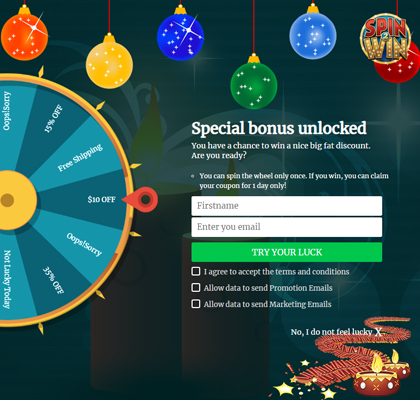 SPIN
2
WIN
Oops!Sorry
15% OFF
Free Shipping
$10 OFF
Oops!Sorry
35% OFF
Not Lucky Today
Special bonus unlocked
You have a chance to win a nice big fat discount.
Are you ready?
You can spin the wheel only once. If you win, you can claim
your coupon for 1 day only!
Firstname
Enter you email
TRY YOUR LUCK
I agree to accept the terms and conditions
Allow data to send Promotion Emails
Allow data to send Marketing Emails
No, I do not feel lucky X